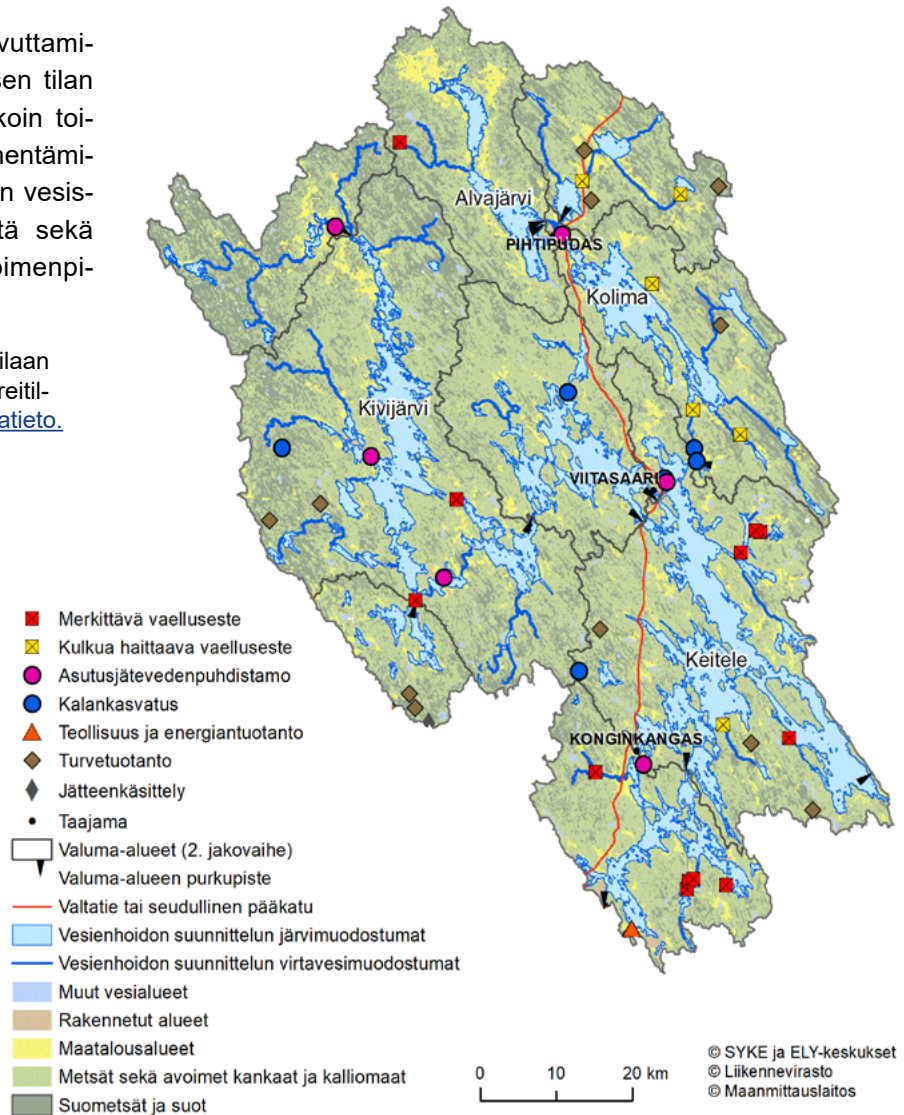 vuttami-
sen tilan
koin toi-
nentämi-
n vesis-
tä sekä
oimenpi-
ilaan
reitil-
atieto.
Alvajärvi
PIHTIPUDAS
Kolima
Kivijärvi
VIITASAARI
Keitele
KONGINKANGAS
Merkittävä vaelluseste
Kulkua haittaava vaelluseste
Asutusjätevedenpuhdistamo
Kalankasvatus
Teollisuus ja energiantuotanto
Turvetuotanto
Jätteenkäsittely
Taajama
Valuma-alueet (2. jakovaihe)
Valuma-alueen purkupiste
Valtatie tai seudullinen pääkatu
Vesienhoidon suunnittelun järvimuodostumat
Vesienhoidon suunnittelun virtavesimuodostumat
Muut vesialueet
Rakennetut alueet
Maatalousalueet
Metsät sekä avoimet kankaat ja kalliomaat
Suometsät ja suot
0 10 20 km
© SYKE ja ELY-keskukset
© Liikennevirasto
© Maanmittauslaitos